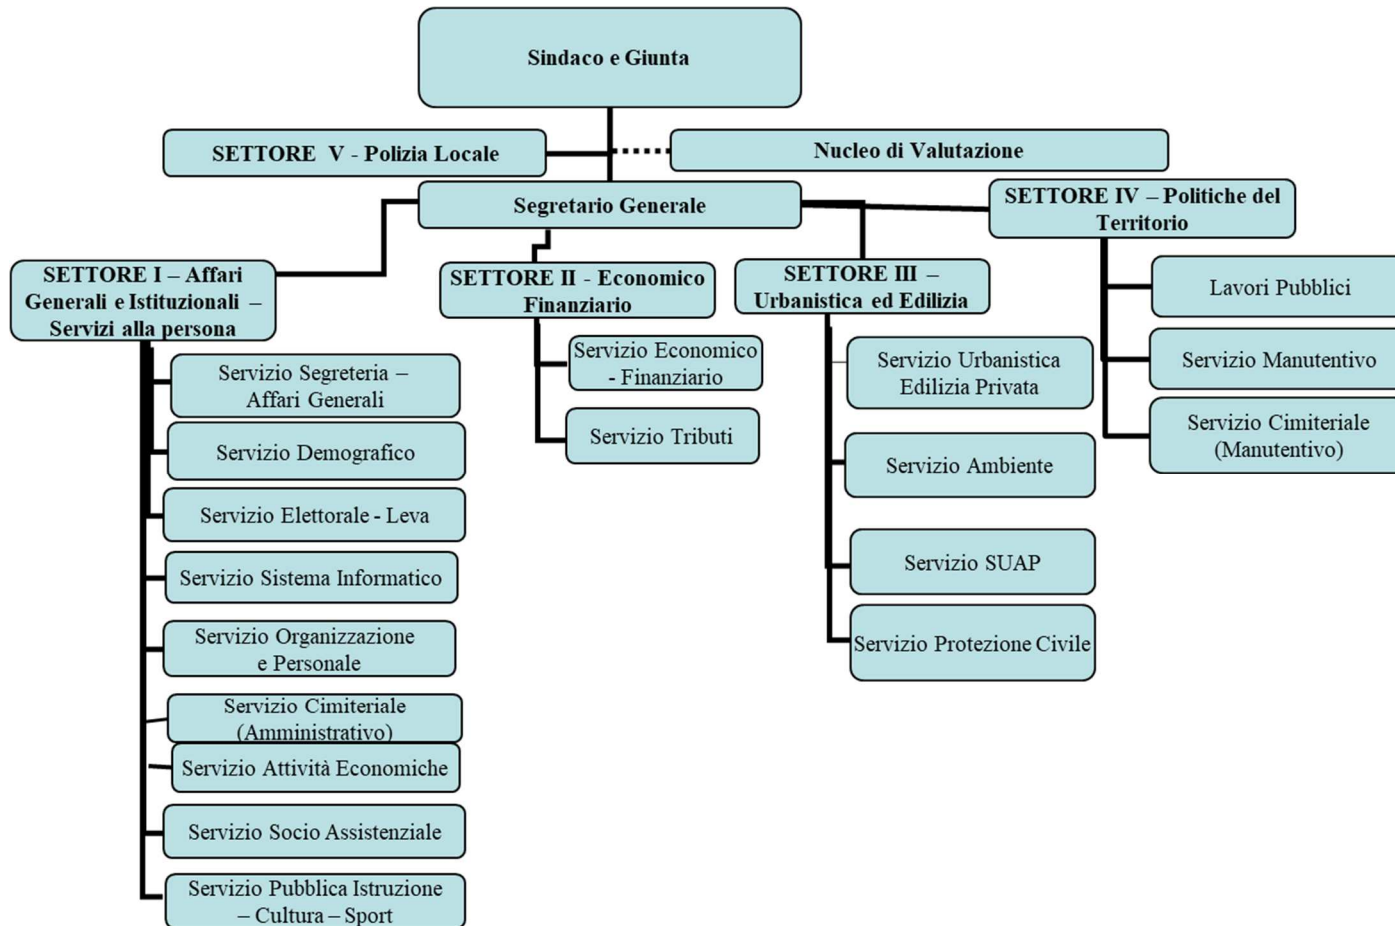 Sindaco e Giunta
SETTORE  V - Polizia Locale
Nucleo di Valutazione
Segretario Generale
SETTORE IV – Politiche del
Territorio
SETTORE I – Affari
Generali e Istituzionali –
Servizi alla persona
SETTORE II - Economico
Finanziario
SETTORE III –
Urbanistica ed Edilizia
Lavori Pubblici
Servizio Manutentivo
Servizio Cimiteriale
(Manutentivo)
Servizio Segreteria –
Affari Generali
Servizio Demografico
Servizio Elettorale - Leva
Servizio Sistema Informatico
Servizio Organizzazione
e Personale
Servizio Cimiteriale
(Amministrativo)
Servizio Attività Economiche
Servizio Socio Assistenziale
Servizio Pubblica Istruzione
– Cultura – Sport
Servizio Economico
- Finanziario
Servizio Tributi
Servizio Urbanistica
Edilizia Privata
Servizio Ambiente
Servizio SUAP
Servizio Protezione Civile